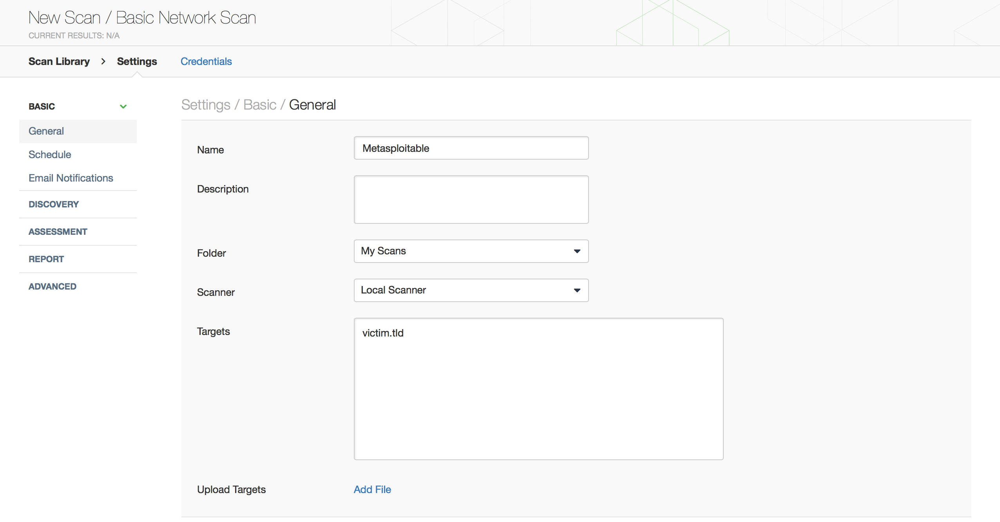 New Scan / Basic Network Scan
CURRENT RESULTS: N/A
Scan Library > Settings Credentials
BASIC
General
Schedule
Email Notifications
DISCOVERY
ASSESSMENT
REPORT
ADVANCED
Settings / Basic / General
Name Metasploitable
Description
Folder My Scans
Scanner Local Scanner
Targets victim.tld
Upload Targets Add File